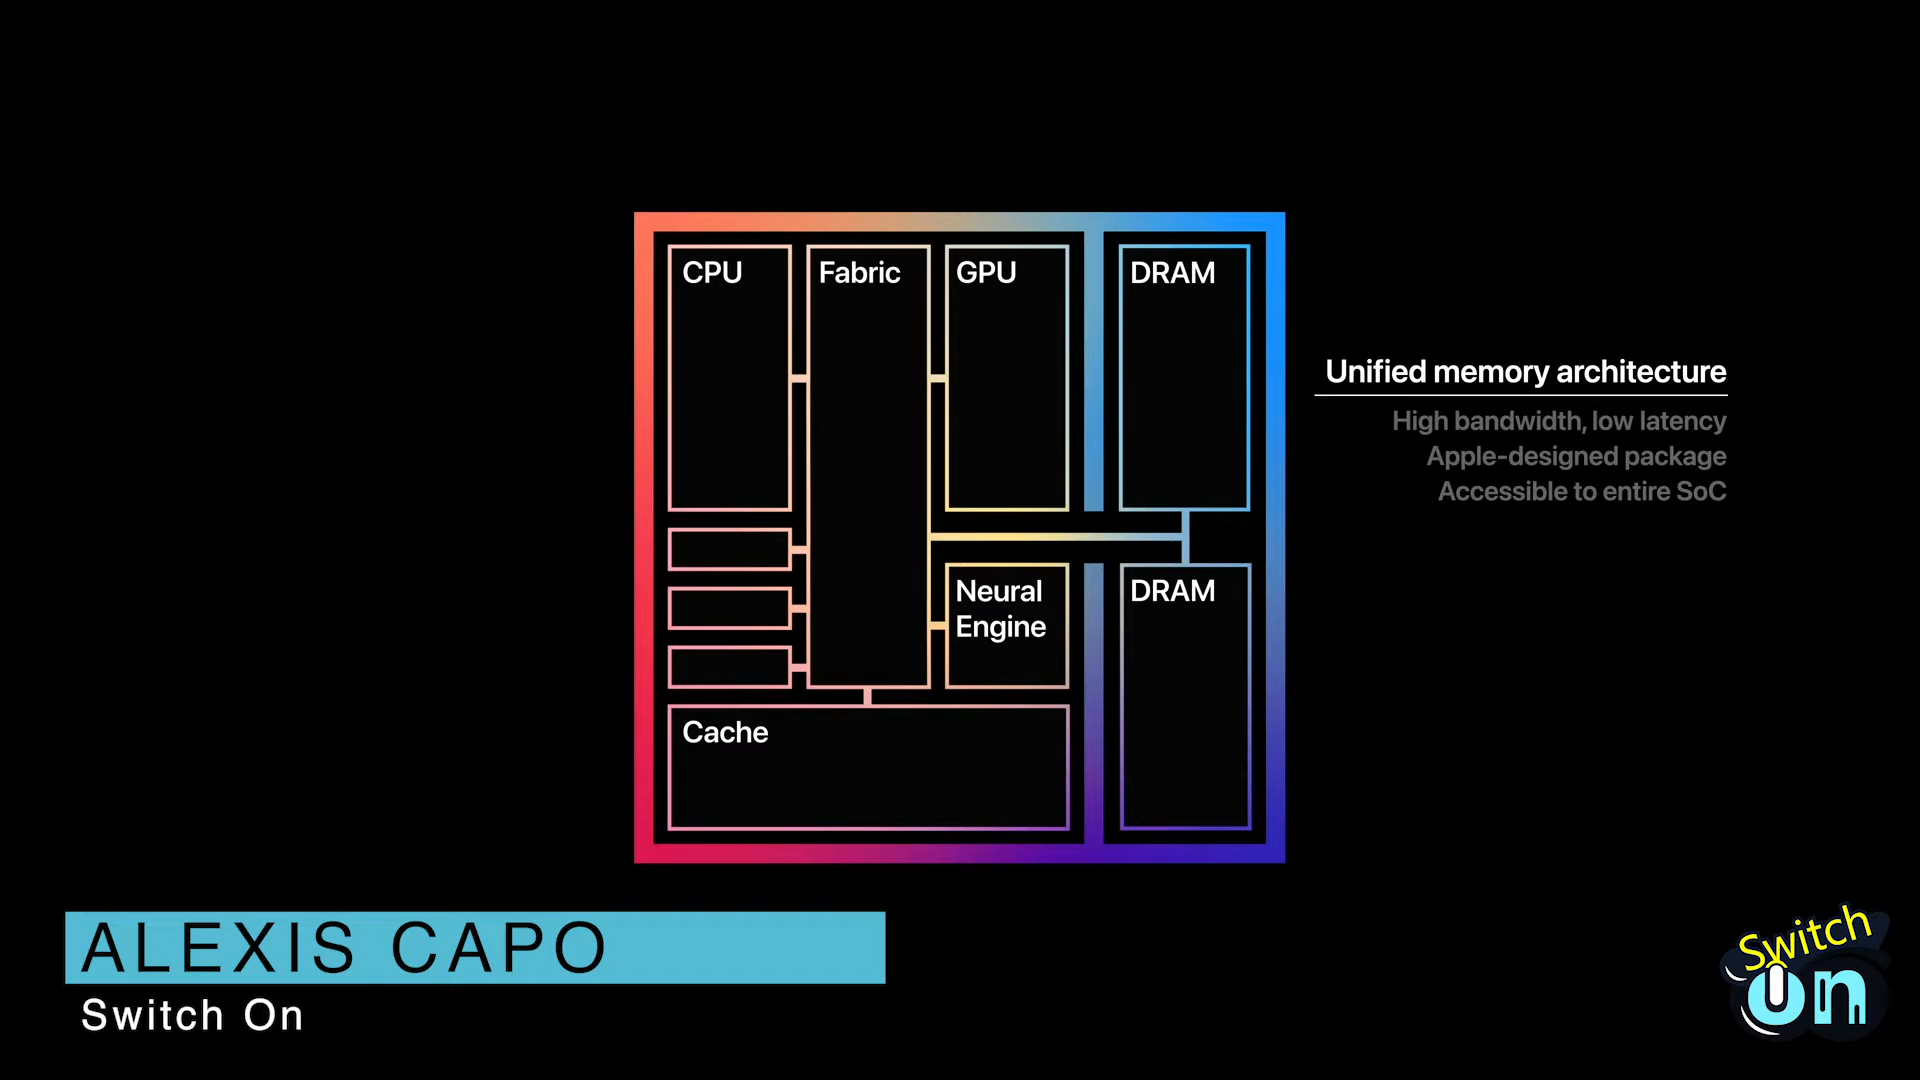 CPU
Fabric
GPU
DRAM
Unified memory architecture
High bandwidth, low latency
Apple-designed package
Accessible to entire SoC
Neural
Engine
DRAM
Cache
ALEXIS CAPO
Switch On
Switch
On